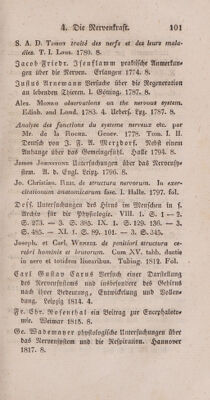 4. Die Nervenkraft. 101
S. A. D. Tissot traité des nerfs et des leurs mala-
dies. T. I. Lond. 1780. 8.
Jacob Friedr. Isenflamm praktische Anmerkun-
gen über die Nerven. Erlangen 1774. 8.
Justus Arnemann Versuche über die Regeneration
an lebenden Thieren. I. Göning. 1787. 8.
Alex. Monro observations on the nervous system.
Edinb. and Lond. 1783. 4. Uebers. Lpz. 1787. 8.
Analyse des fonctions du système nerveux etc. par
Mr. de la Roche. Genev. 1778. Tom. I. II.
Deutsch von J. F. A. Merzdorf. Nebst einem
Anhange über das Gemeingefühl. Halle 1794. 8.
James Johnstone Untersuchungen über das Nervensy-
stem. A. d. Engl. Leipz. 1796. 8.
Jo. Christian. Reil de structura nervorum. In exer-
citationum anatomicarum fasc. I. Halle 1797. fol.
Dess. Untersuchungen des Hirns im Menschen in s.
Archiv für die Physiologie. VIII. 1. S. 1 — 2.
S. 273. — 3. S. 385. IX. 1. S. 129. 136. — 3.
S. 485. — XI. 1. S. 89. 101. — 3. 345.
Joseph. et Carl. Wenzel de penitiori structura ce-
rebri hominis et brutorum. Cum XV. tabb. ductis
in aere et totidem linearibus. Tubing. 1812. Fol.
Carl Gustav Carus Versuch einer Darstellung
des Nervensystems und insbesondere des Gehirns
nach ihrer Bedeutung, Entwickelung und Vollen-
dung. Leipzig 1814. 4.
Fr. Chr. Rosenthal ein Beitrag zur Encephaloto-
mie. Weimar 1815. 8.
Ge. Wedemayer physiologische Untersuchungen über
das Nervensystem und die Respiration. Hannover
1817. 8.